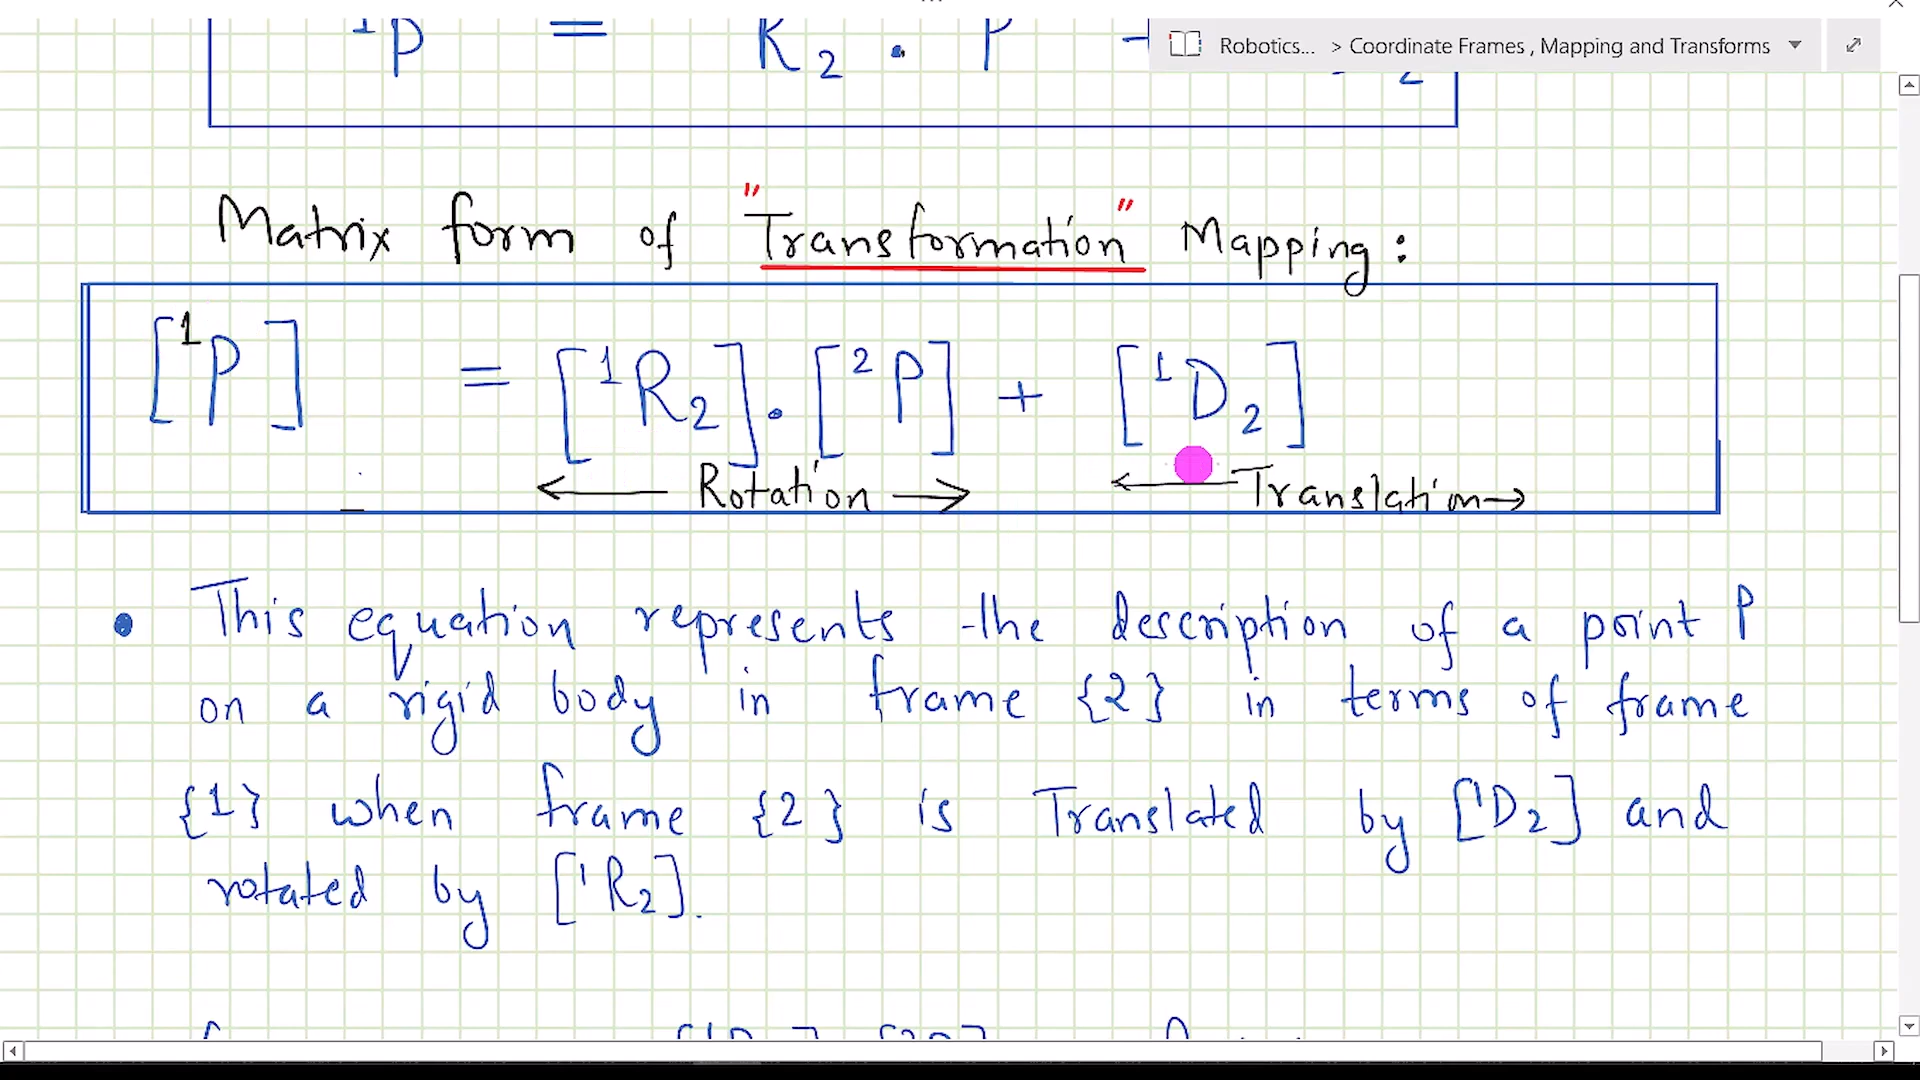 ¹P = R₂ . P -
Robotics... > Coordinate Frames , Mapping and Transforms
Matrix form of "Transformation" Mapping :
[¹P] = [¹R₂] . [²P] + [¹D₂]
← Rotation → ← Translation →
• This equation represents the description of a point P
on a rigid body in frame {2} in terms of frame
{1} when frame {2} is Translated by [¹D₂] and
rotated by [¹R₂].